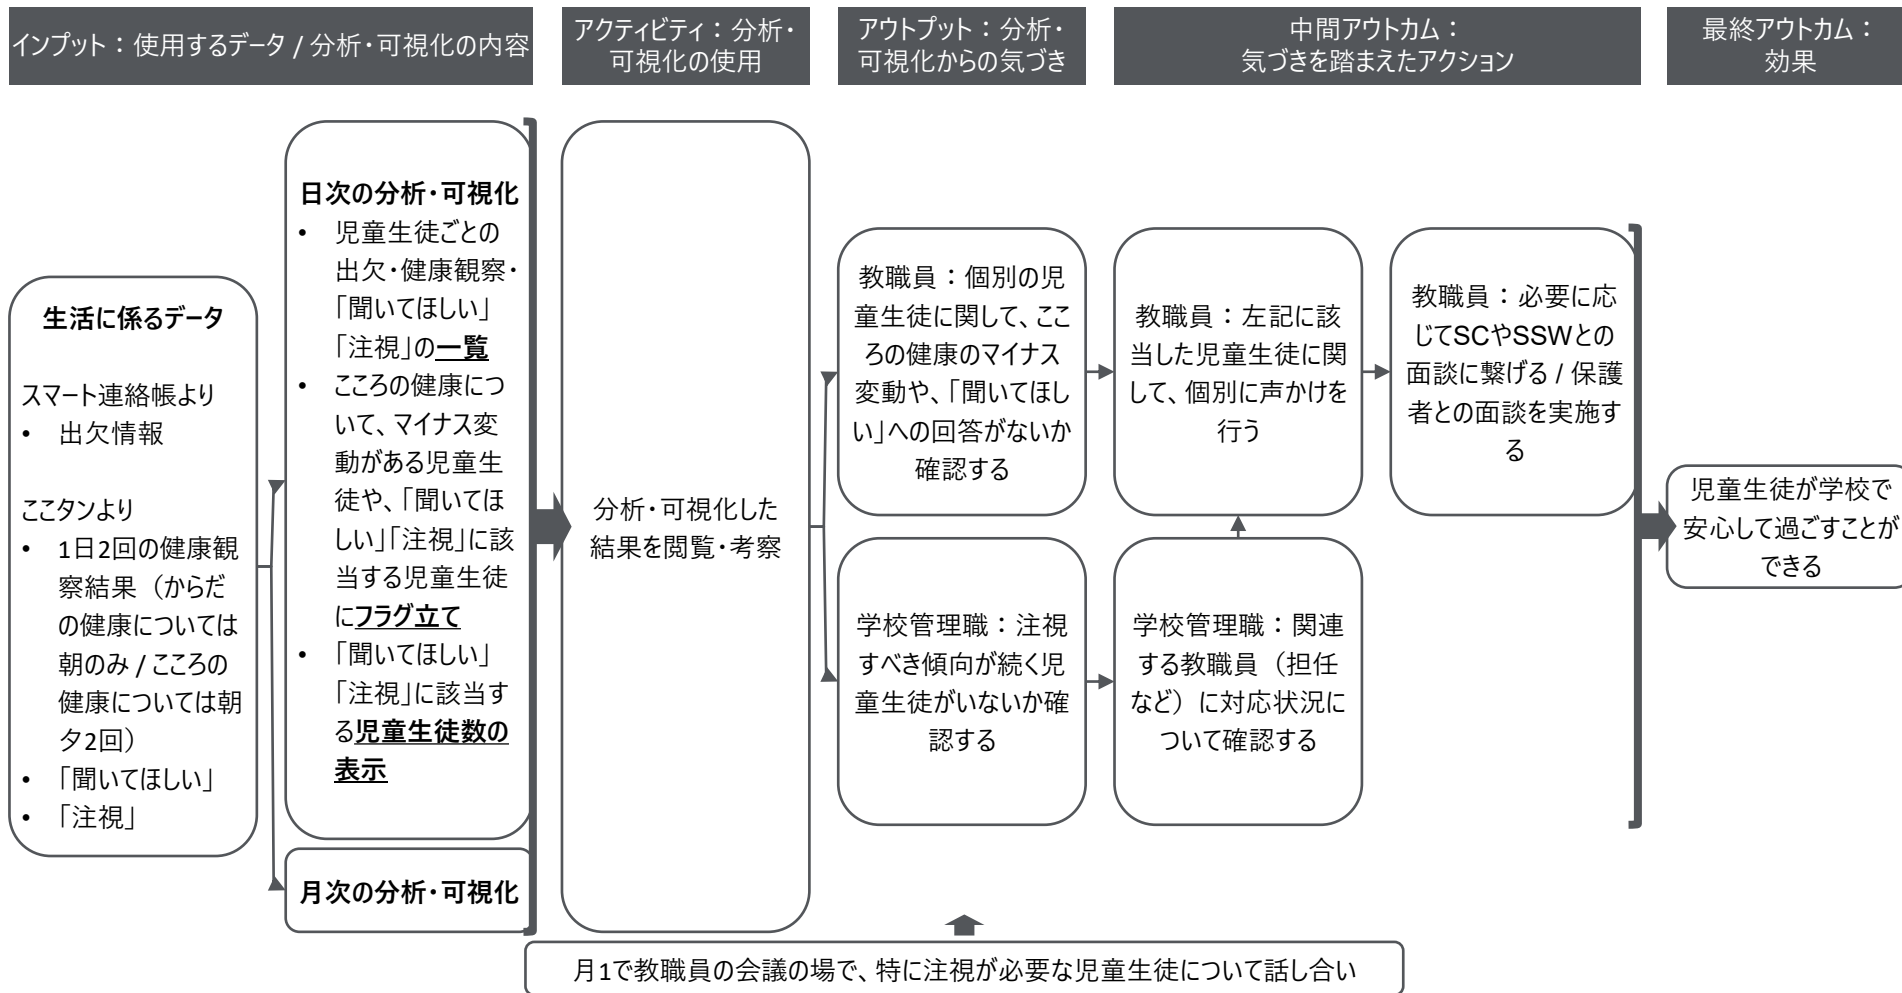 インプット：使用するデータ / 分析・可視化の内容
アクティビティ：分析・
可視化の使用
アウトプット：分析・
可視化からの気づき
中間アウトカム：
気づきを踏まえたアクション
最終アウトカム：
効果
生活に係るデータ
スマート連絡帳より
• 出欠情報
ここタンより
• 1日2回の健康観
察結果（からだ
の健康については
朝のみ / こころの
健康については朝
夕2回）
• 「聞いてほしい」
• 「注視」
日次の分析・可視化
• 児童生徒ごとの
出欠・健康観察・
「聞いてほしい」
「注視」の一覧
• こころの健康につ
いて、マイナス変
動がある児童生
徒や、「聞いてほ
しい」「注視」に該
当する児童生徒
にフラグ立て
• 「聞いてほしい」
「注視」に該当す
る児童生徒数の
表示
月次の分析・可視化
分析・可視化した
結果を閲覧・考察
教職員：個別の児
童生徒に関して、ここ
ろの健康のマイナス
変動や、「聞いてほし
い」への回答がないか
確認する
学校管理職：注視
すべき傾向が続く児
童生徒がいないか確
認する
教職員：左記に該
当した児童生徒に関
して、個別に声かけを
行う
学校管理職：関連
する教職員（担任
など）に対応状況に
ついて確認する
教職員：必要に応
じてSCやSSWとの
面談に繋げる / 保護
者との面談を実施す
る
児童生徒が学校で
安心して過ごすことが
できる
月1で教職員の会議の場で、特に注視が必要な児童生徒について話し合い